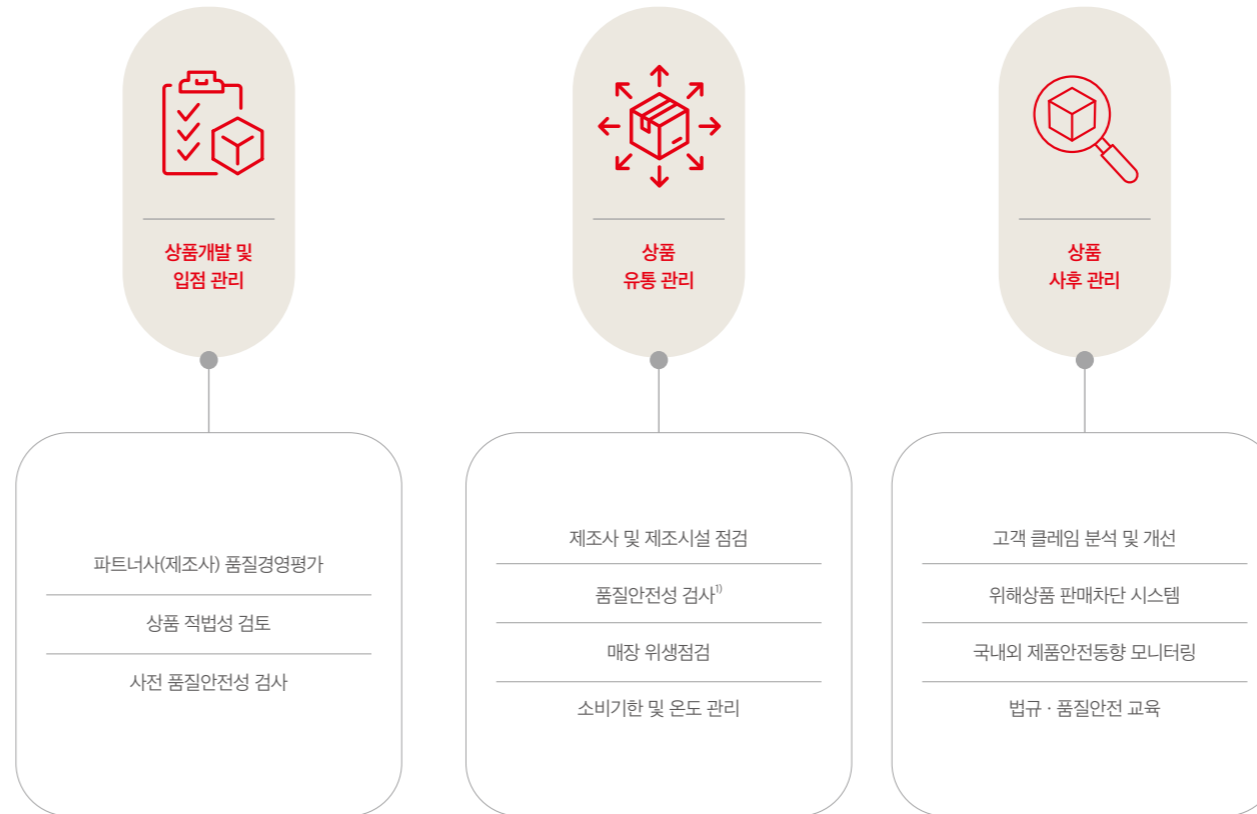 상품개발 및
입점 관리
파트너사(제조사) 품질경영평가
상품 적법성 검토
사전 품질안전성 검사
상품
유통 관리
제조사 및 제조시설 점검
품질안전성 검사¹⁾
매장 위생점검
소비기한 및 온도 관리
상품
사후 관리
고객 클레임 분석 및 개선
위해상품 판매차단 시스템
국내외 제품안전동향 모니터링
법규 · 품질안전 교육